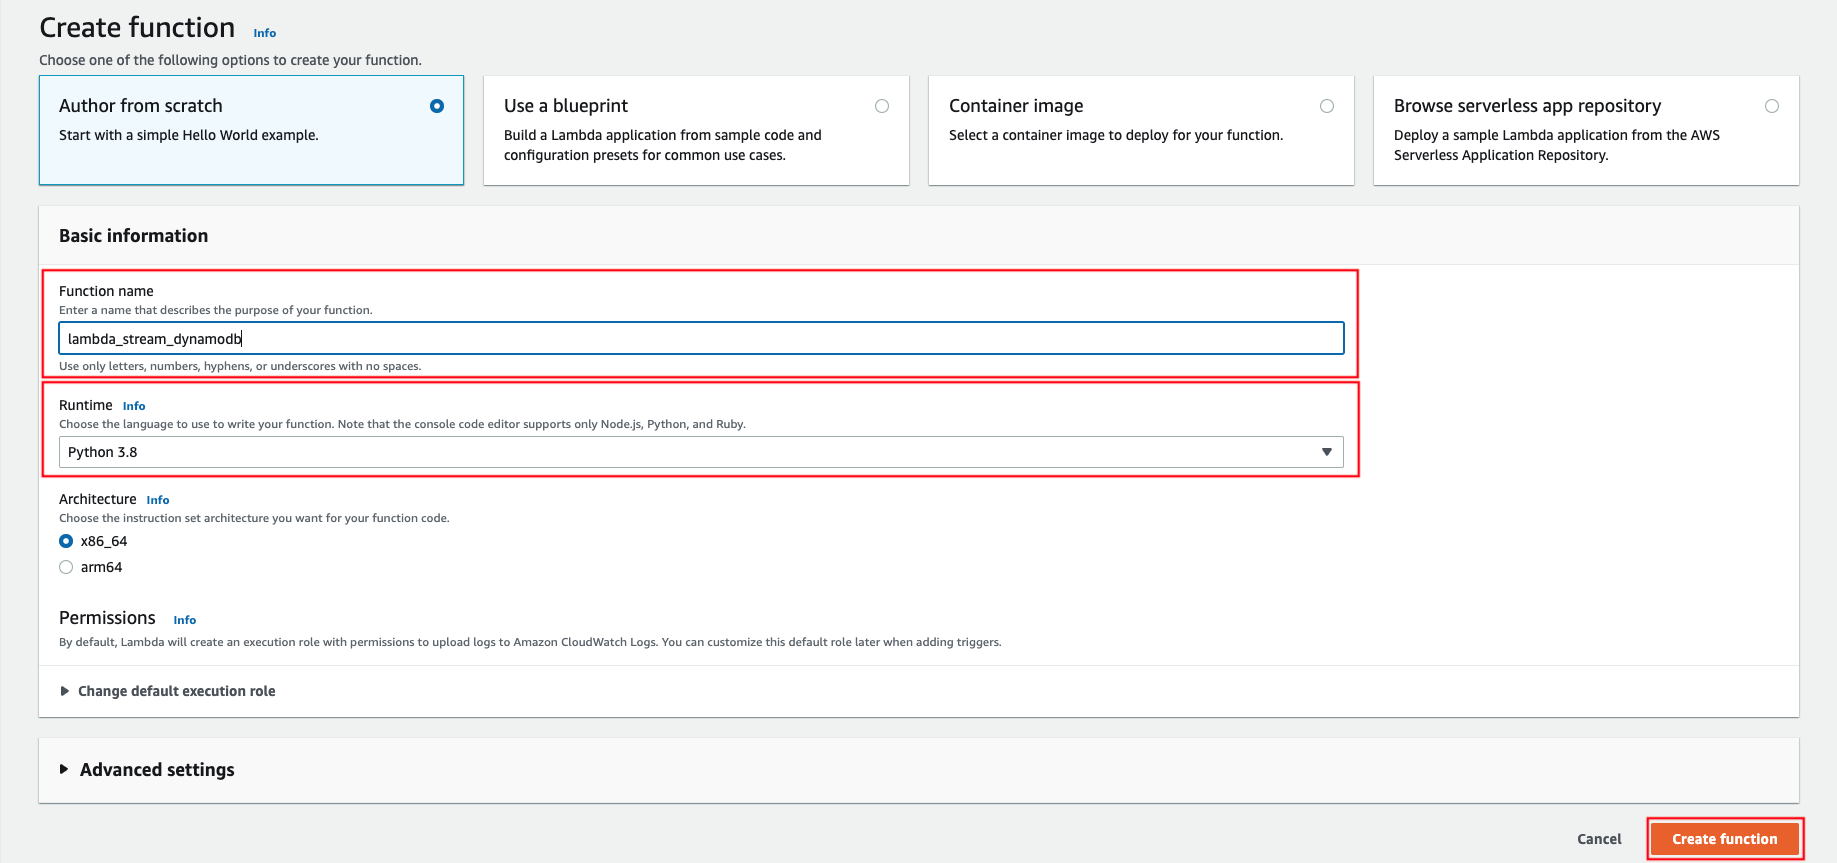 Create function Info
Choose one of the following options to create your function.
Author from scratch
Start with a simple Hello World example.
Use a blueprint
Build a Lambda application from sample code and
configuration presets for common use cases.
Container image
Select a container image to deploy for your function.
Browse serverless app repository
Deploy a sample Lambda application from the AWS
Serverless Application Repository.
Basic information
Function name
Enter a name that describes the purpose of your function.
lambda_stream_dynamodb
Use only letters, numbers, hyphens, or underscores with no spaces.
Runtime Info
Choose the language to use to write your function. Note that the console code editor supports only Node.js, Python, and Ruby.
Python 3.8
Architecture Info
Choose the instruction set architecture you want for your function code.
x86_64
arm64
Permissions Info
By default, Lambda will create an execution role with permissions to upload logs to Amazon CloudWatch Logs. You can customize this default role later when adding triggers.
Change default execution role
Advanced settings
Cancel Create function